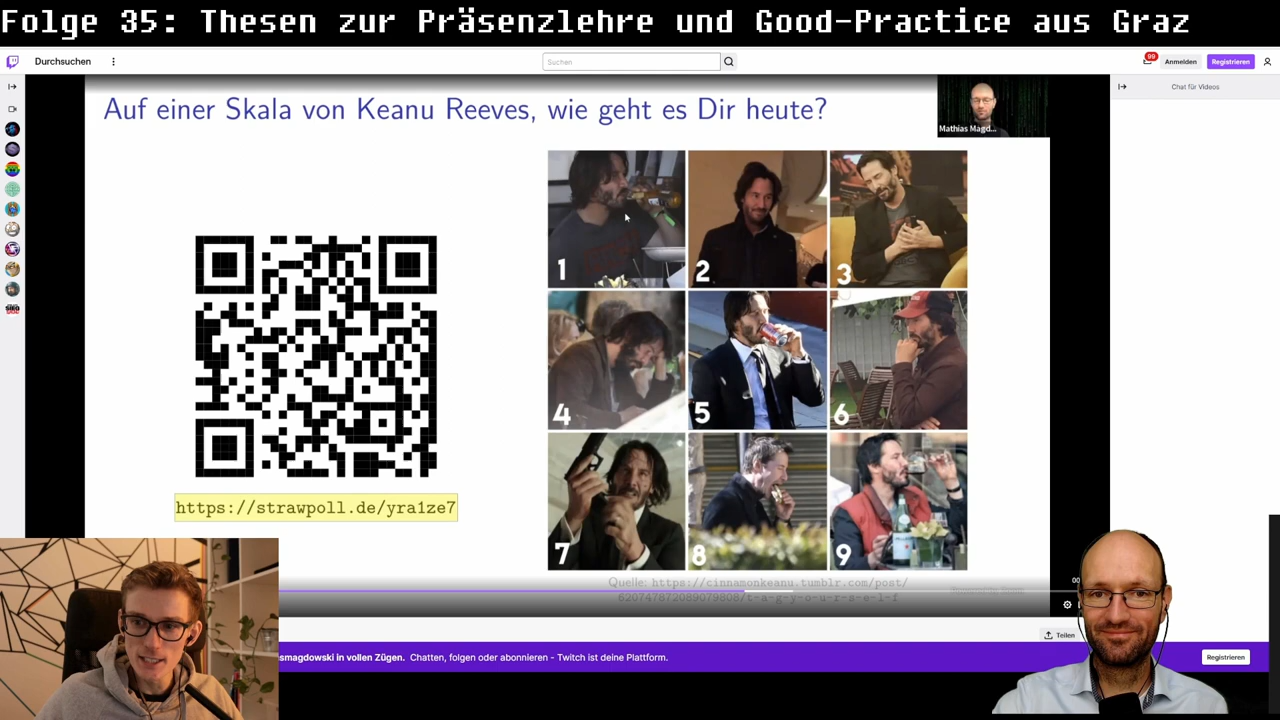 Folge 35: Thesen zur Präsenzlehre und Good-Practice aus Graz
Durchsuchen
Suchen
99
Anmelden
Registrieren
Chat für Videos
Auf einer Skala von Keanu Reeves, wie geht es Dir heute?
Mathias Magd...
1
2
3
4
5
6
7
8
9
https://strawpoll.de/yra1ze7
Quelle: https://cinnamonkeanu.tumblr.com/post/
620747872089079808/t-a-g-y-o-u-r-s-e-l-f
00
Teilen
smagdowski in vollen Zügen. Chatten, folgen oder abonnieren - Twitch ist deine Plattform.
Registrieren